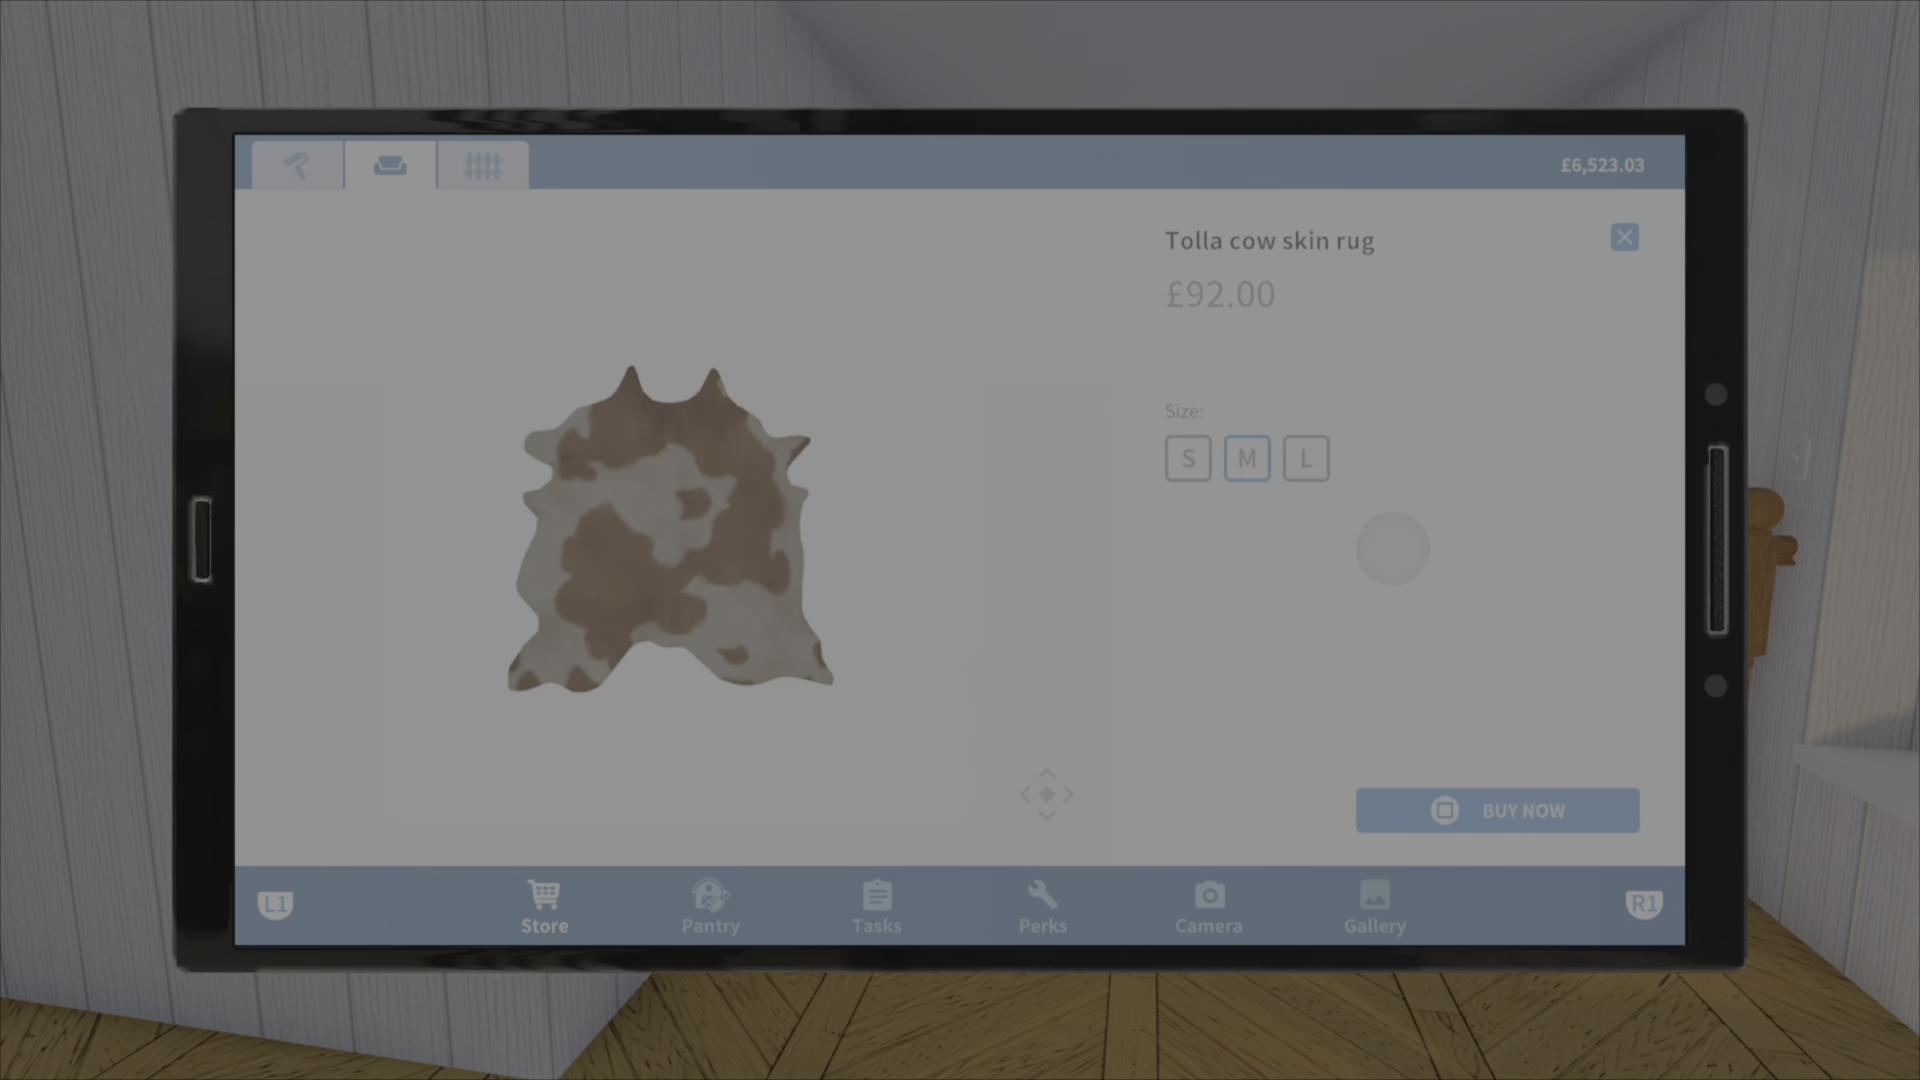 £6,523.03
Tolla cow skin rug
£92.00
Size:
S M L
BUY NOW
L1 Store Pantry Tasks Perks Camera Gallery R1